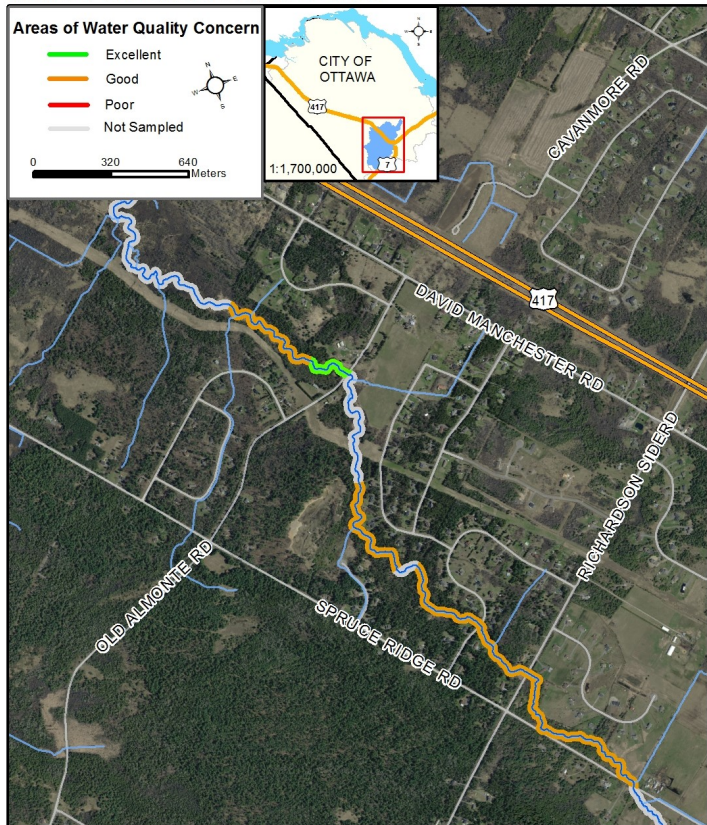 Areas of Water Quality Concern
Excellent
Good
Poor
Not Sampled
N
E
S
W
0 320 640
Meters
CITY OF
OTTAWA
N
E
S
W
417
7
1:1,700,000
CAVANMORE RD
417
DAVID MANCHESTER RD
RICHARDSON SIDERD
OLD ALMONTE RD
SPRUCE RIDGE RD